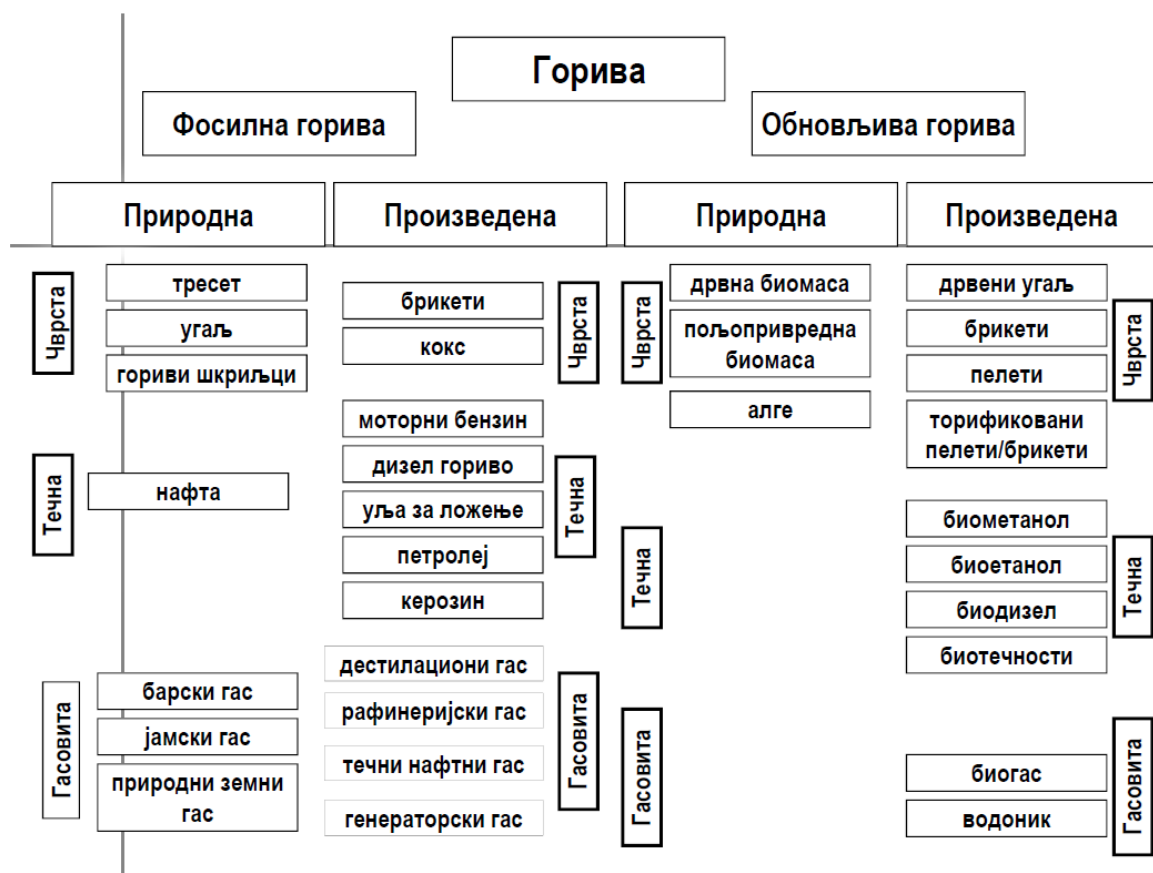 Горива
Фосилна горива
Обновљива горива
Природна
Произведена
Природна
Произведена
Чврста
тресет
угаљ
гориви шкриљци
Течна
нафта
Гасовита
барски гас
јамски гас
природни земни
гас
брикети
кокс
Чврста
моторни бензин
дизел гориво
уља за ложење
петролеј
керозин
Течна
дестилациони гас
рафинеријски гас
течни нафтни гас
генераторски гас
Гасовита
Чврста
дрвна биомаса
пољопривредна
биомаса
алге
Течна
Гасовита
дрвени угаљ
брикети
пелети
торификовани
пелети/брикети
Чврста
биометанол
биоетанол
биодизел
биотечности
Течна
биогас
водоник
Гасовита